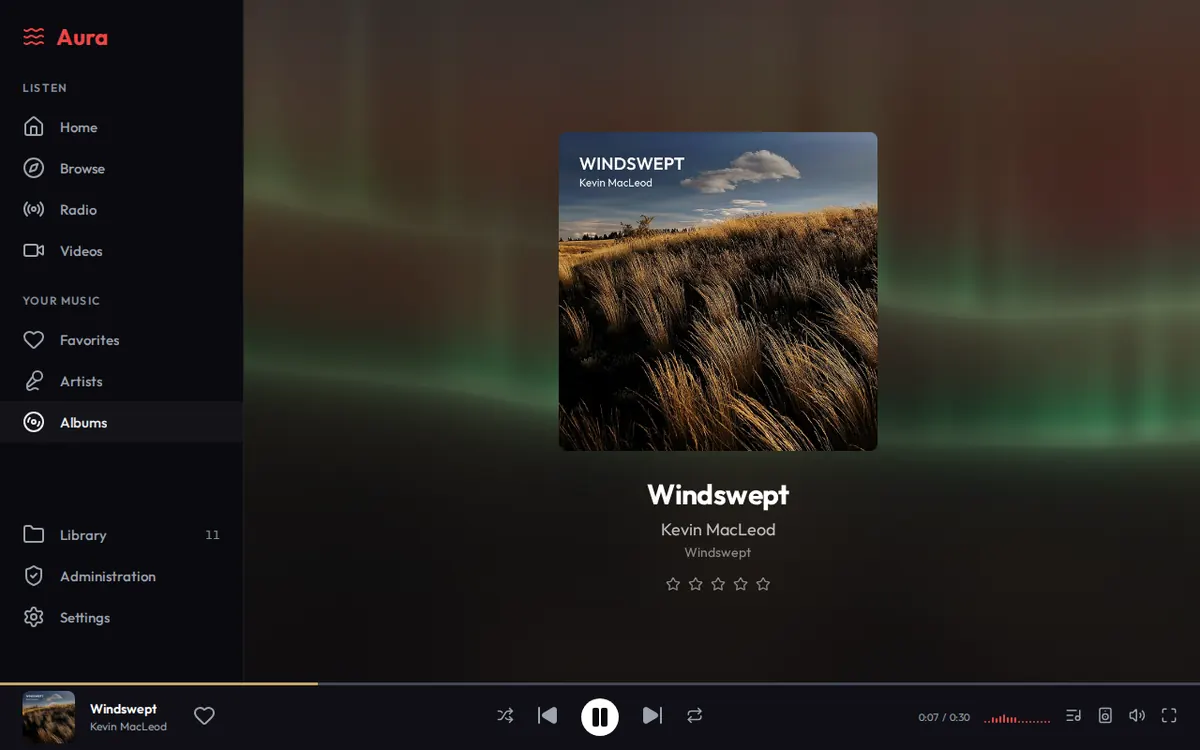 Aura
LISTEN
Home
Browse
Radio
Videos
YOUR MUSIC
Favorites
Artists
Albums
Library 11
Administration
Settings
WINDSWEPT
Kevin MacLeod
Windswept
Kevin MacLeod
Windswept
WINDSWEPT
Windswept
Kevin MacLeod
0:07 / 0:30